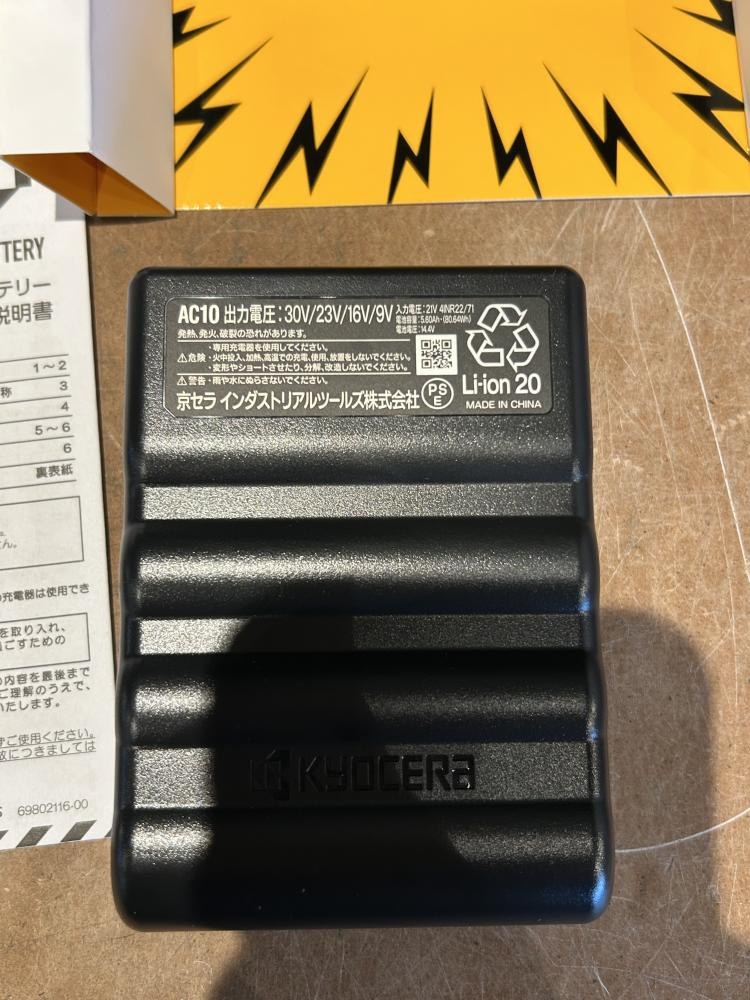 TTERY
テリー
説明書
1～2
称 3
4
5～6
6
裏表紙
ん。
充電器は使用でき
を取り入れ、
起こすための
の内容を最後まで
ご理解のうえで、
いたします。
ずご使用ください。
故につきましては
69802116-00
AC10 出力電圧：30V/23V/16V/9V
入力電圧：21V 4INR22/71
電池容量：5.60Ah・(80.64Wh)
電池電圧：14.4V
発熱、発火、破裂の恐れがあります。
⚠危険
・専用充電器を使用してください。
・火中投入、加熱、高温での充電、使用、放置をしないでください。
・変形やショートさせたり、分解、改造しないでください。
⚠警告・雨や水にぬらさないでください。
京セラ インダストリアルツールズ株式会社
PS
E
Li-ion 20
MADE IN CHINA
KYOCERA